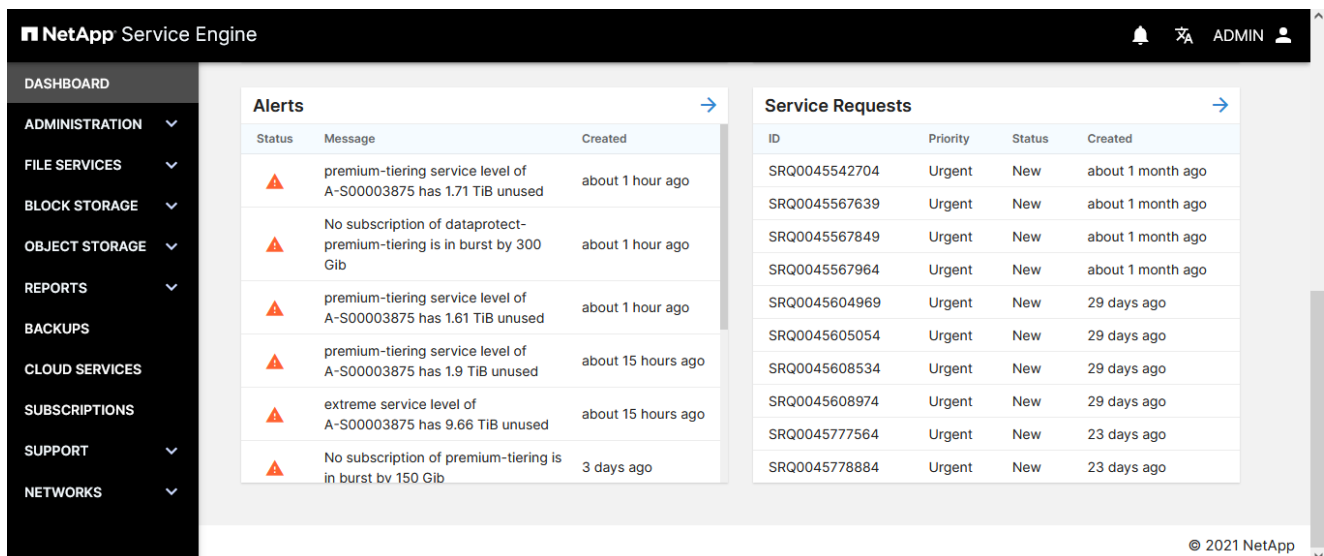 NetApp Service Engine
ADMIN
DASHBOARD
ADMINISTRATION
FILE SERVICES
BLOCK STORAGE
OBJECT STORAGE
REPORTS
BACKUPS
CLOUD SERVICES
SUBSCRIPTIONS
SUPPORT
NETWORKS
Alerts
Status Message Created
premium-tiering service level of
A-S00003875 has 1.71 TiB unused
about 1 hour ago
No subscription of dataprotect-
premium-tiering is in burst by 300
Gib
about 1 hour ago
premium-tiering service level of
A-S00003875 has 1.61 TiB unused
about 1 hour ago
premium-tiering service level of
A-S00003875 has 1.9 TiB unused
about 15 hours ago
extreme service level of
A-S00003875 has 9.66 TiB unused
about 15 hours ago
No subscription of premium-tiering is
in burst by 150 Gib
3 days ago
Service Requests
ID Priority Status Created
SRQ0045542704 Urgent New about 1 month ago
SRQ0045567639 Urgent New about 1 month ago
SRQ0045567849 Urgent New about 1 month ago
SRQ0045567964 Urgent New about 1 month ago
SRQ0045604969 Urgent New 29 days ago
SRQ0045605054 Urgent New 29 days ago
SRQ0045608534 Urgent New 29 days ago
SRQ0045608974 Urgent New 29 days ago
SRQ0045777564 Urgent New 23 days ago
SRQ0045778884 Urgent New 23 days ago
© 2021 NetApp